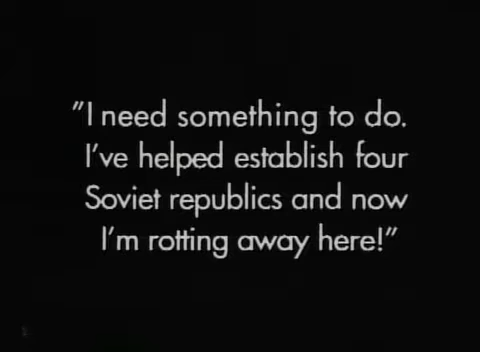 "I need something to do.
I've helped establish four
Soviet republics and now
I'm rotting away here!"